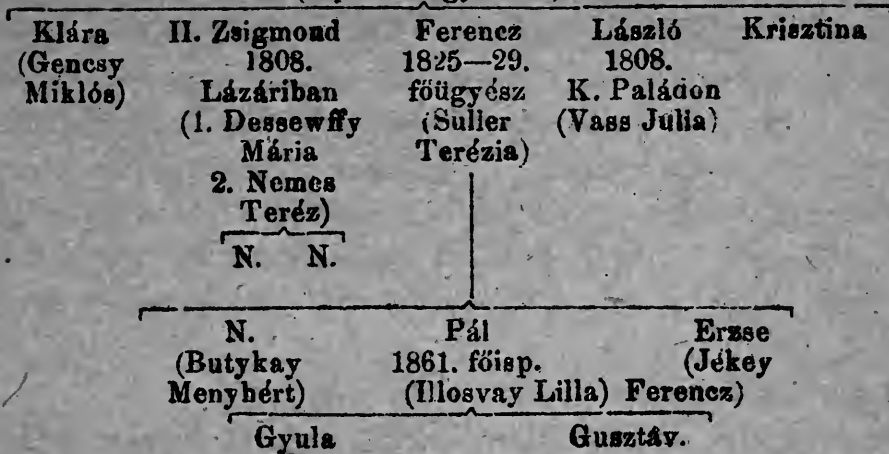 Klára II. Zsigmond Ferencz László Krisztina
(Gencsy 1808. 1825—29. 1808.
Miklós) Lázáriban főügyész K. Paládon
(1. Dessewffy (Suller (Vass Julia)
Mária Terézia)
2. Nemes
Teréz)
N. N.
N. Pál Erzse
(Butykay 1861. főisp. (Jékey
Menyhért) (Illosvay Lilla) Ferencz)
Gyula Gusztáv.